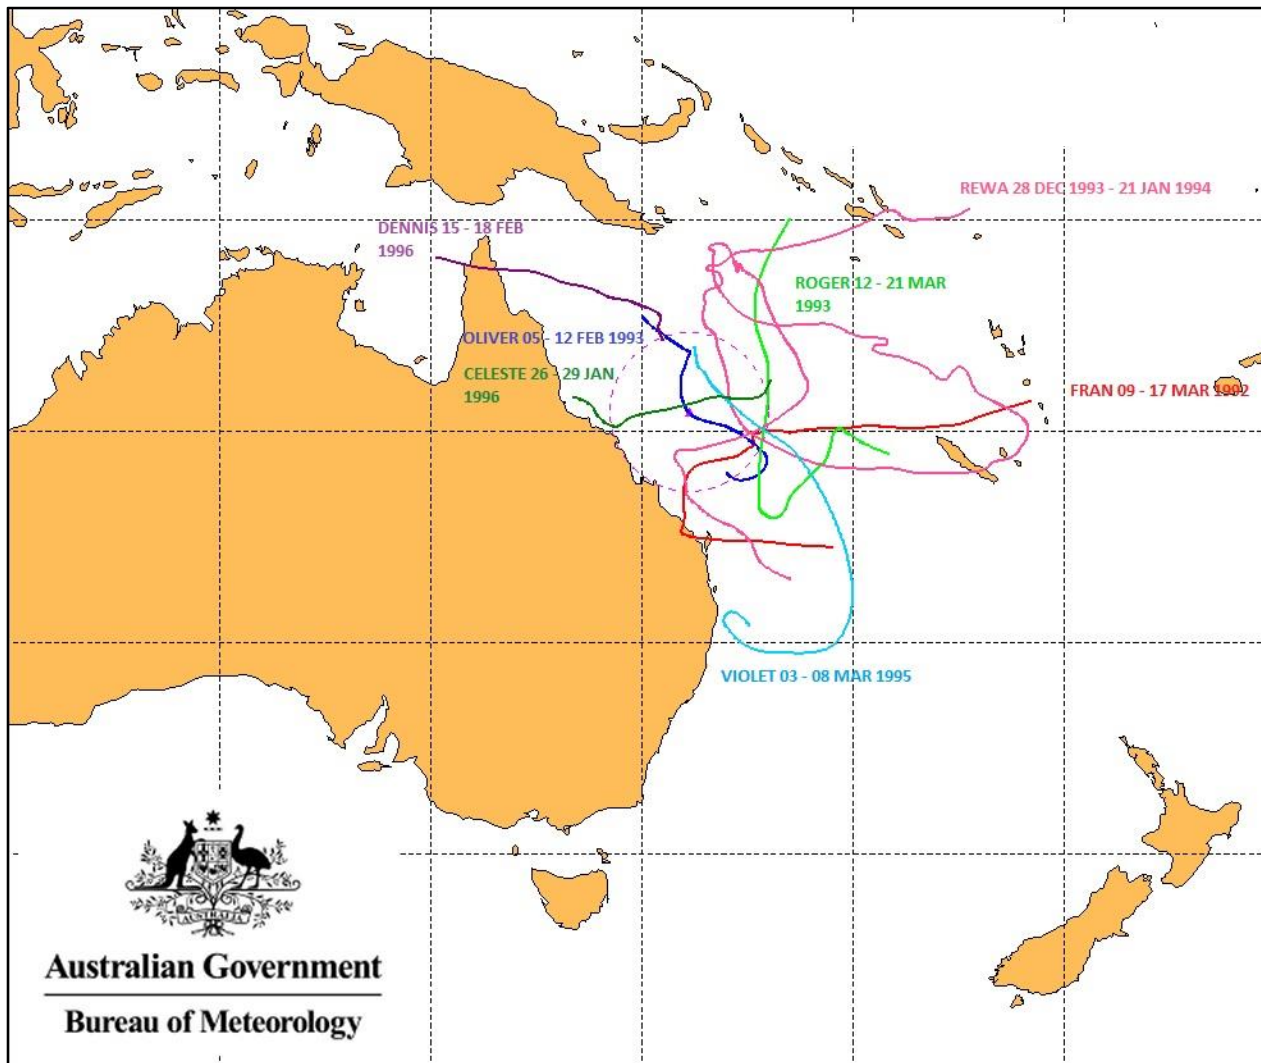 REWA 28 DEC 1993 - 21 JAN 1994
DENNIS 15 - 18 FEB
1996
ROGER 12 - 21 MAR
1993
OLIVER 05 - 12 FEB 1993
CELESTE 26 - 29 JAN
1996
FRAN 09 - 17 MAR 1992
VIOLET 03 - 08 MAR 1995
AUSTRALIA
Australian Government
Bureau of Meteorology